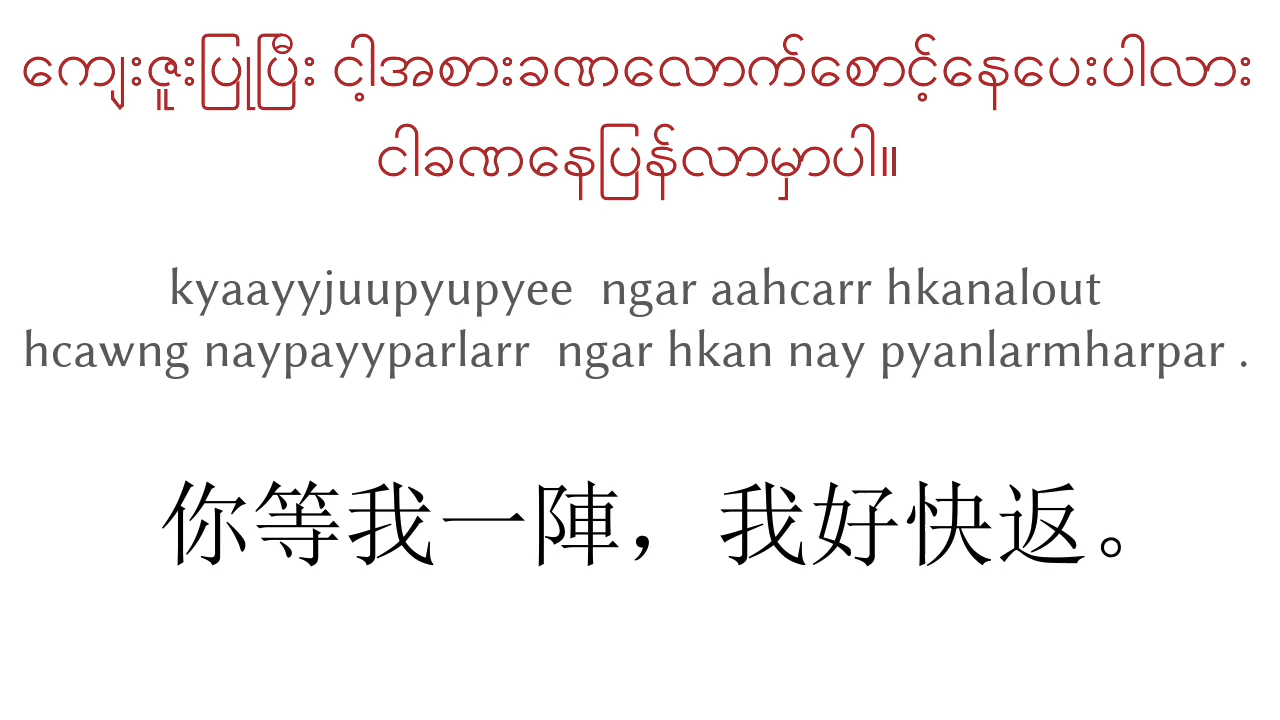 ကျေးဇူးပြုပြီး ငါ့အစားခဏလောက်စောင့်နေပေးပါလား
ငါခဏနေပြန်လာမှာပါ။
kyaayyjuupyupyee  ngar aahcarr hkanalout
hcawng naypayyparlarr  ngar hkan nay pyanlarmharpar .
你等我一陣，我好快返。